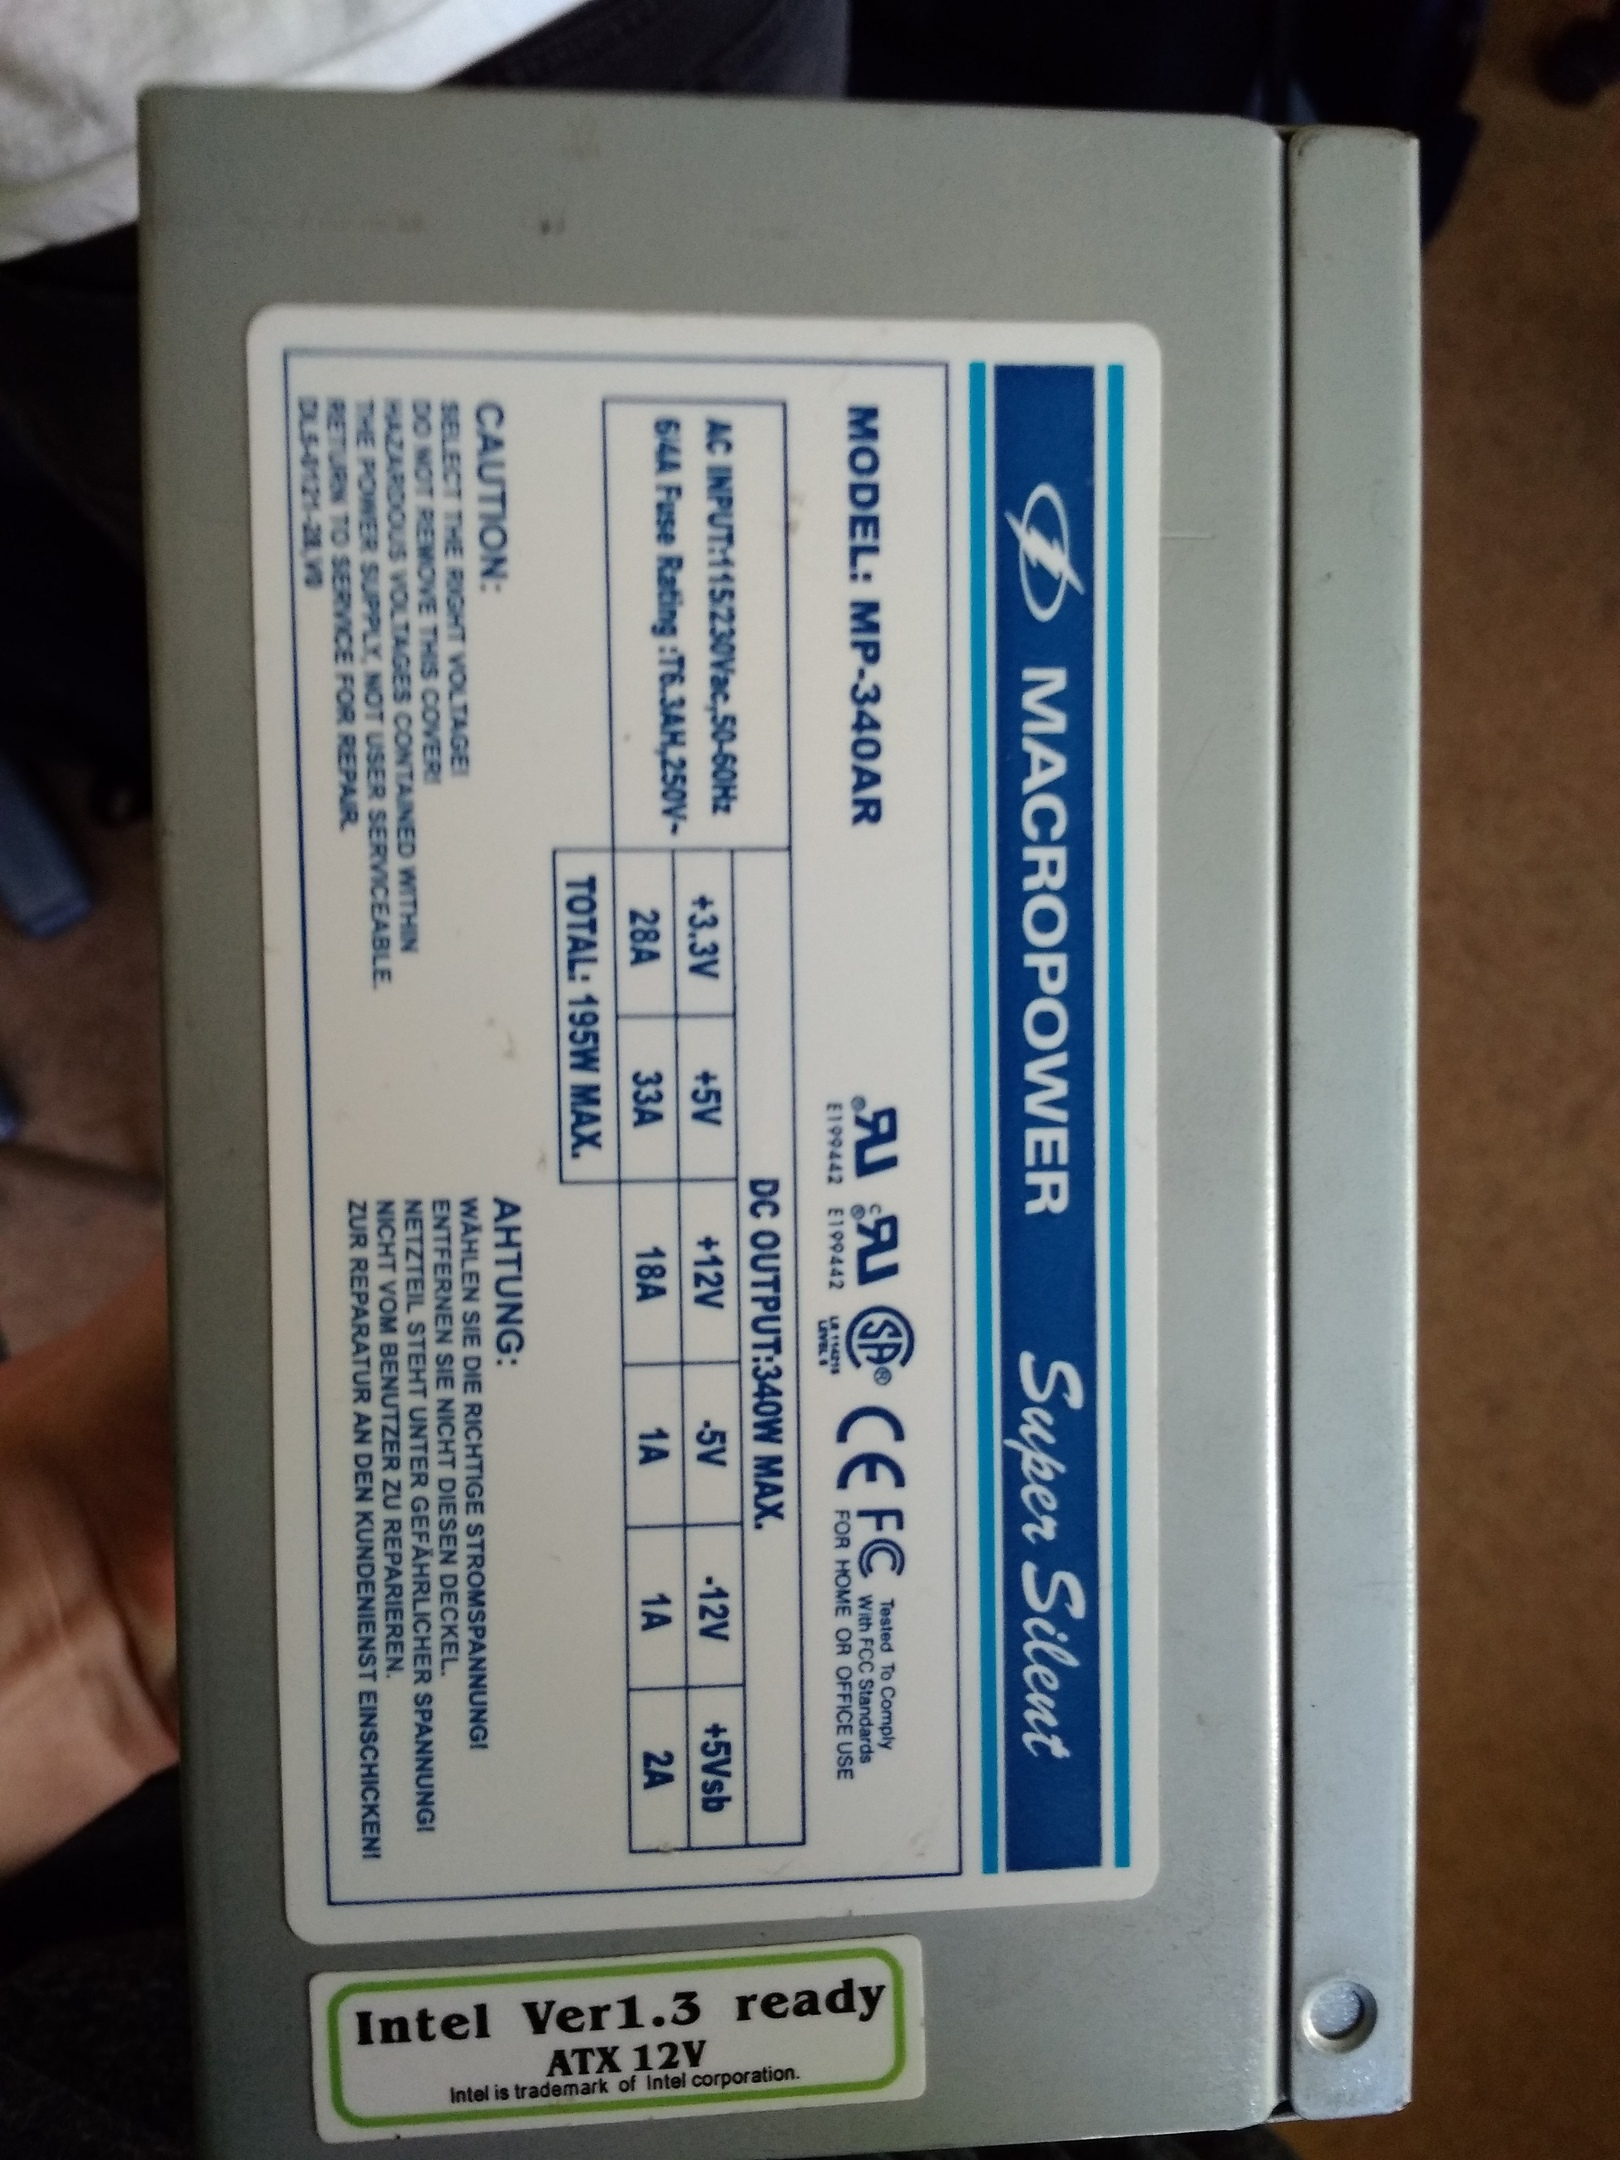 MACROPOWER Super Silent
MODEL: MP-340AR
E199442 E199442
LEVEL 6
Tested To Comply
With FCC Standards
FOR HOME OR OFFICE USE
AC INPUT:115/230Vac,50-60Hz
6/4A Fuse Rating :T6.3AH,250V~
DC OUTPUT:340W MAX.
+3.3V +5V +12V -5V -12V +5Vsb
28A 33A 18A 1A 1A 2A
TOTAL: 195W MAX.
CAUTION:
SELECT THE RIGHT VOLTAGE!
DO NOT REMOVE THIS COVER!
HAZARDOUS VOLTAGES CONTAINED WITHIN
THE POWER SUPPLY, NOT USER SERVICEABLE.
RETURN TO SERVICE FOR REPAIR.
AHTUNG:
WÄHLEN SIE DIE RICHTIGE STROMSPANNUNG!
ENTFERNEN SIE NICHT DIESEN DECKEL.
NETZTEIL STEHT UNTER GEFÄHRLICHER SPANNUNG!
NICHT VOM BENUTZER ZU REPARIEREN.
ZUR REPARATUR AN DEN KUNDENIENST EINSCHICKEN!
Intel Ver1.3 ready
ATX 12V
Intel is trademark of Intel corporation.